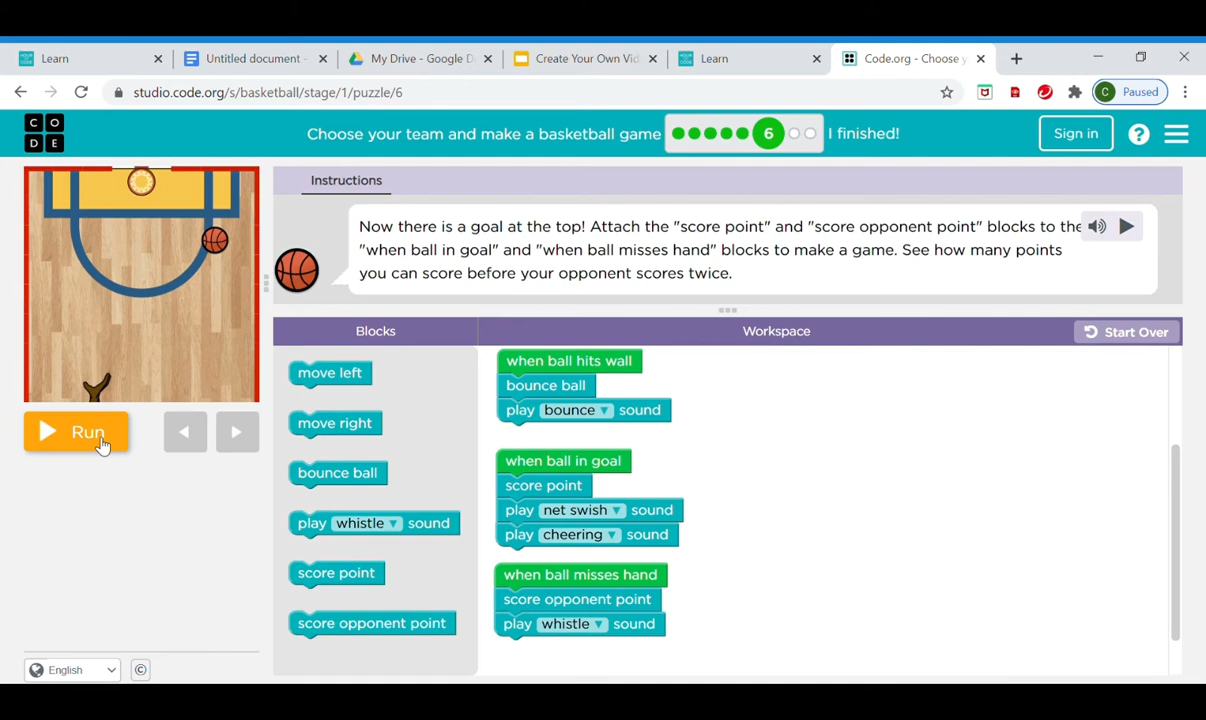 Learn
Untitled document -
My Drive - Google D
Create Your Own Vid
Learn
Code.org - Choose y
studio.code.org/s/basketball/stage/1/puzzle/6
C
Paused
C O
D E
Choose your team and make a basketball game
6
I finished!
Sign in
?
Instructions
Now there is a goal at the top! Attach the "score point" and "score opponent point" blocks to the
"when ball in goal" and "when ball misses hand" blocks to make a game. See how many points
you can score before your opponent scores twice.
Blocks
Workspace
Start Over
move left
move right
bounce ball
play whistle sound
score point
score opponent point
when ball hits wall
bounce ball
play bounce sound
when ball in goal
score point
play net swish sound
play cheering sound
when ball misses hand
score opponent point
play whistle sound
Run
English
©